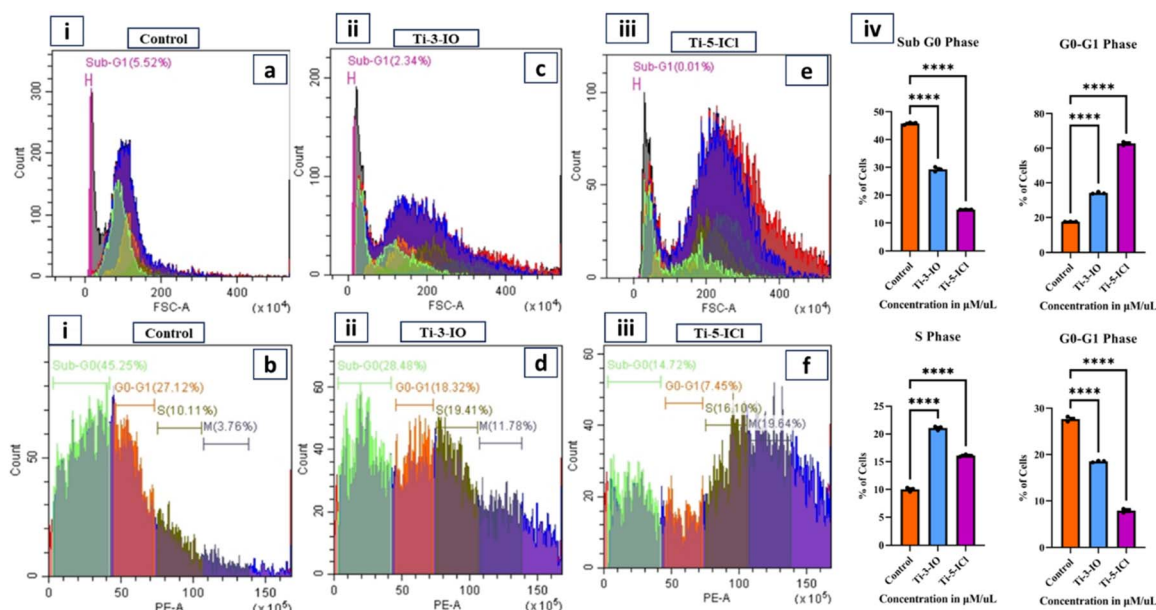 i
Control
a
Sub-G1(5.52%)
Count
300
200
100
0
0
200
400
FSC-A
(x 10⁴)
ii
Ti-3-IO
c
Sub-G1(2.34%)
Count
200
100
0
0
200
400
FSC-A
(x 10⁴)
iii
Ti-5-ICl
e
Sub-G1(0.01%)
Count
100
50
0
0
200
400
FSC-A
(x 10⁴)
i
Control
b
Sub-G0(45.25%)
G0-G1(27.12%)
S(10.11%)
M(3.76%)
Count
50
0
0
50
100
150
PE-A
(x 10⁵)
ii
Ti-3-IO
d
Sub-G0(28.48%)
G0-G1(18.32%)
S(19.41%)
M(11.78%)
Count
60
40
20
0
0
50
100
150
PE-A
(x 10⁵)
iii
Ti-5-ICl
f
Sub-G0(14.72%)
G0-G1(7.45%)
S(16.10%)
M(19.64%)
Count
60
40
20
0
0
50
100
150
PE-A
(x 10⁵)
iv
Sub G0 Phase
****
****
% of Cells
50
40
30
20
10
0
Control
Ti-3-IO
Ti-5-ICl
Concentration in µM/uL
G0-G1 Phase
****
****
% of Cells
80
60
40
20
0
Control
Ti-3-IO
Ti-5-ICl
Concentration in µM/uL
S Phase
****
****
% of Cells
25
20
15
10
5
0
Control
Ti-3-IO
Ti-5-ICl
Concentration in µM/uL
G0-G1 Phase
****
****
% of Cells
40
30
20
10
0
Control
Ti-3-IO
Ti-5-ICl
Concentration in µM/uL